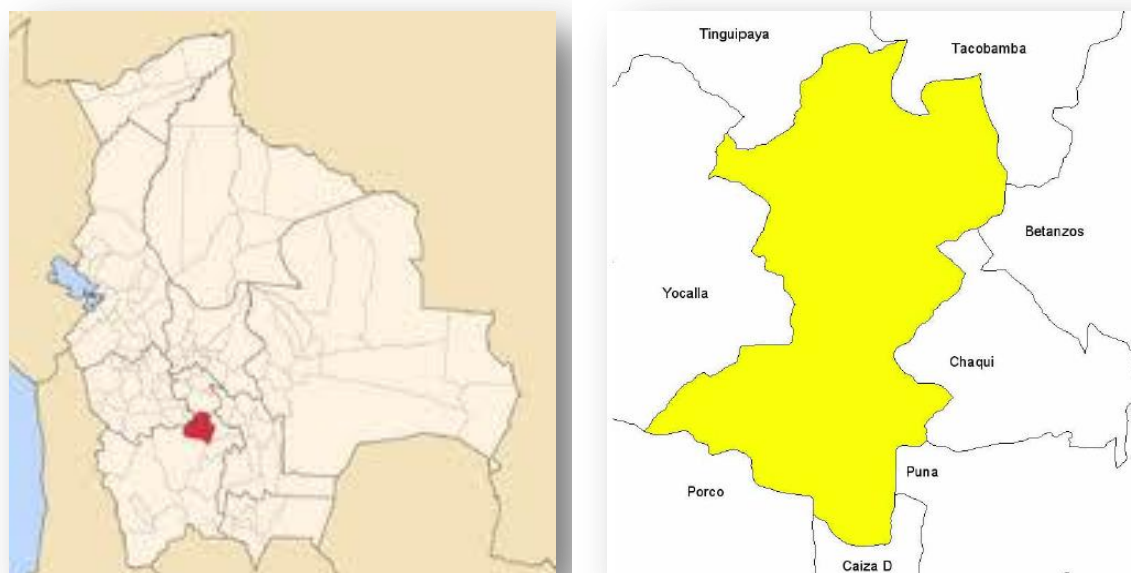 Tinguipaya
Tacobamba
Betanzos
Yocalla
Chaqui
Puna
Porco
Caiza D